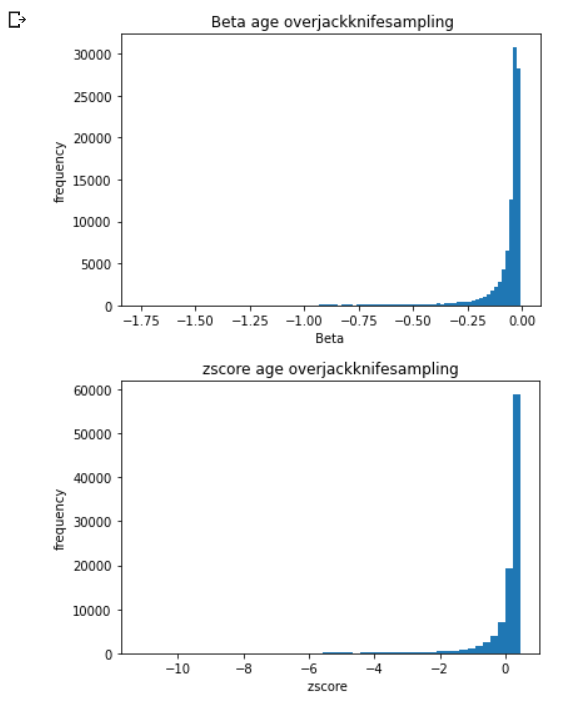 Beta age overjackknifesampling
30000
25000
20000
15000
10000
5000
0
frequency
−1.75 −1.50 −1.25 −1.00 −0.75 −0.50 −0.25 0.00
Beta
zscore age overjackknifesampling
60000
50000
40000
30000
20000
10000
0
frequency
−10 −8 −6 −4 −2 0
zscore